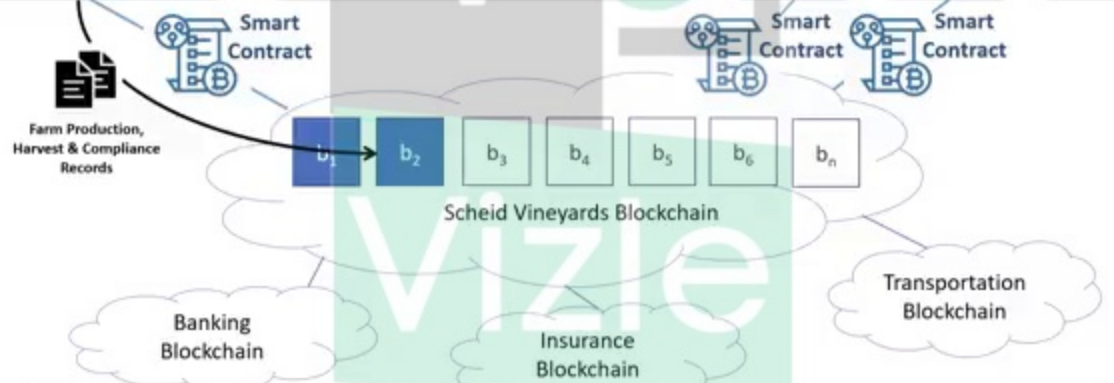 Smart
Contract
Smart
Contract
Smart
Contract
Farm Production,
Harvest & Compliance
Records
b1
b2
b3
b4
b5
b6
bn
Scheid Vineyards Blockchain
Vizle
Banking
Blockchain
Insurance
Blockchain
Transportation
Blockchain